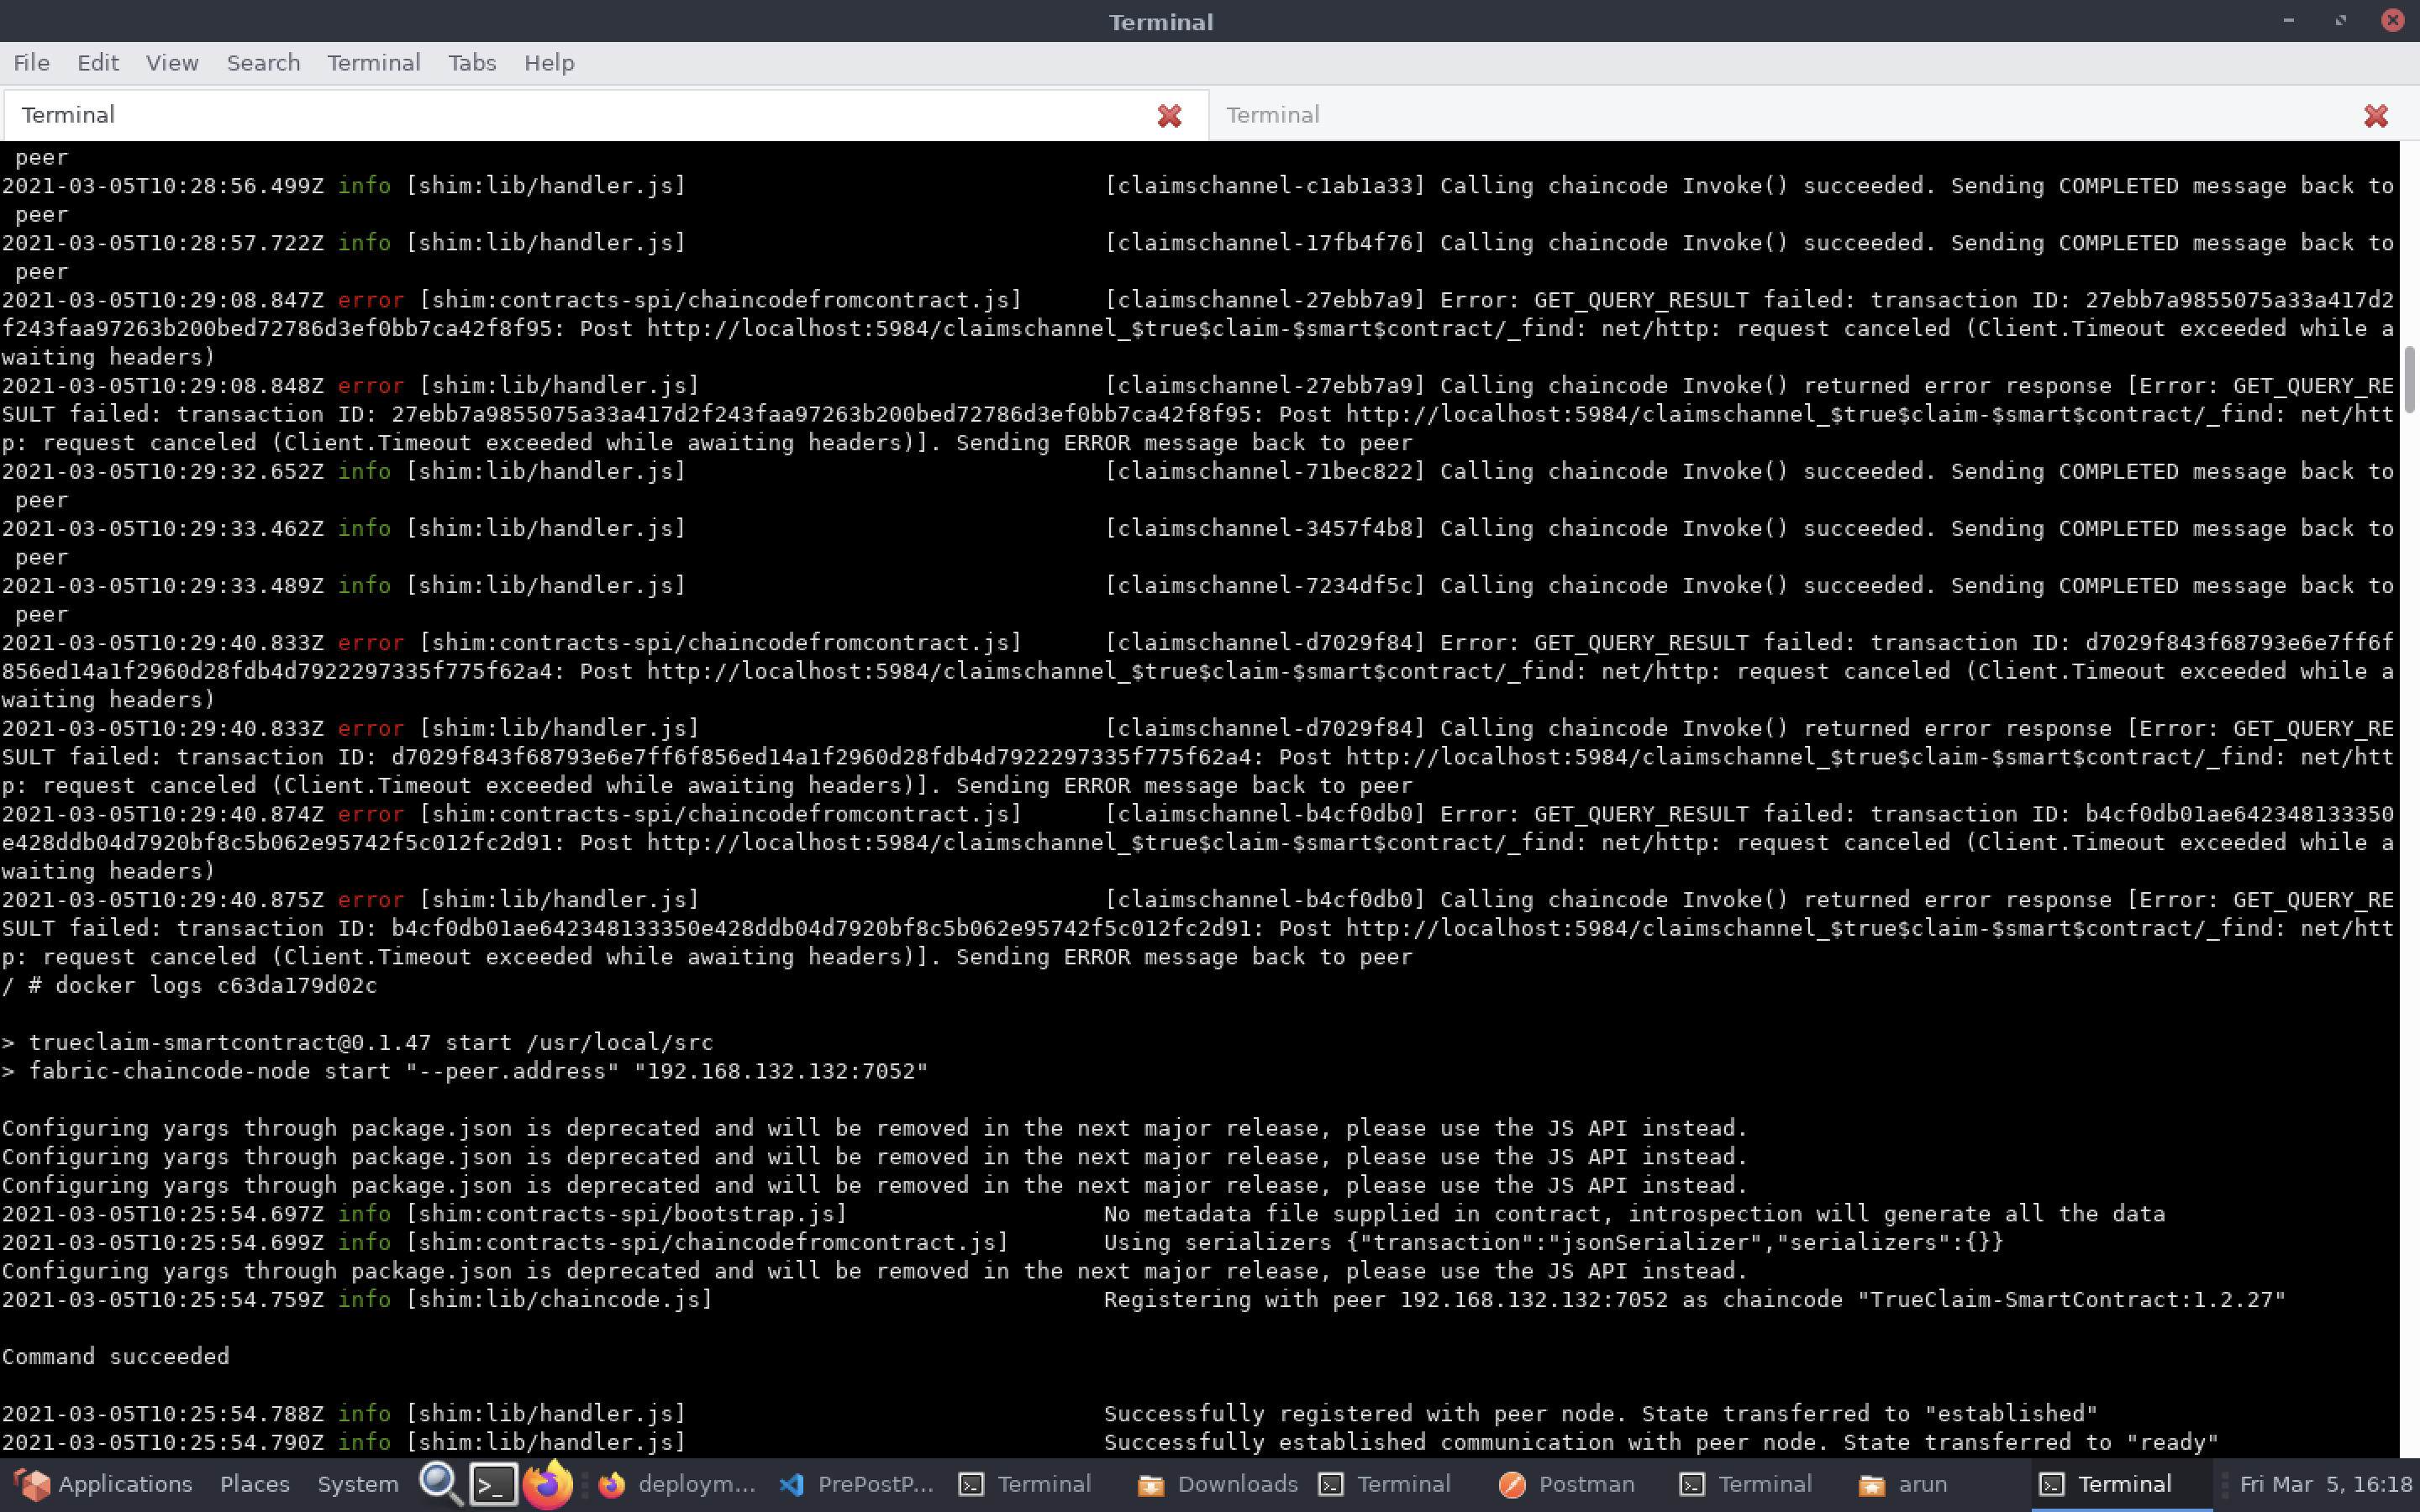 Terminal
File Edit View Search Terminal Tabs Help
Terminal
Terminal
peer
2021-03-05T10:28:56.499Z info [shim:lib/handler.js] [claimschannel-c1ab1a33] Calling chaincode Invoke() succeeded. Sending COMPLETED message back to
peer
2021-03-05T10:28:57.722Z info [shim:lib/handler.js] [claimschannel-17fb4f76] Calling chaincode Invoke() succeeded. Sending COMPLETED message back to
peer
2021-03-05T10:29:08.847Z error [shim:contracts-spi/chaincodefromcontract.js] [claimschannel-27ebb7a9] Error: GET_QUERY_RESULT failed: transaction ID: 27ebb7a9855075a33a417d2
f243faa97263b200bed72786d3ef0bb7ca42f8f95: Post http://localhost:5984/claimschannel_$true$claim-$smart$contract/_find: net/http: request canceled (Client.Timeout exceeded while a
waiting headers)
2021-03-05T10:29:08.848Z error [shim:lib/handler.js] [claimschannel-27ebb7a9] Calling chaincode Invoke() returned error response [Error: GET_QUERY_RE
SULT failed: transaction ID: 27ebb7a9855075a33a417d2f243faa97263b200bed72786d3ef0bb7ca42f8f95: Post http://localhost:5984/claimschannel_$true$claim-$smart$contract/_find: net/htt
p: request canceled (Client.Timeout exceeded while awaiting headers)]. Sending ERROR message back to peer
2021-03-05T10:29:32.652Z info [shim:lib/handler.js] [claimschannel-71bec822] Calling chaincode Invoke() succeeded. Sending COMPLETED message back to
peer
2021-03-05T10:29:33.462Z info [shim:lib/handler.js] [claimschannel-3457f4b8] Calling chaincode Invoke() succeeded. Sending COMPLETED message back to
peer
2021-03-05T10:29:33.489Z info [shim:lib/handler.js] [claimschannel-7234df5c] Calling chaincode Invoke() succeeded. Sending COMPLETED message back to
peer
2021-03-05T10:29:40.833Z error [shim:contracts-spi/chaincodefromcontract.js] [claimschannel-d7029f84] Error: GET_QUERY_RESULT failed: transaction ID: d7029f843f68793e6e7ff6f
856ed14a1f2960d28fdb4d7922297335f775f62a4: Post http://localhost:5984/claimschannel_$true$claim-$smart$contract/_find: net/http: request canceled (Client.Timeout exceeded while a
waiting headers)
2021-03-05T10:29:40.833Z error [shim:lib/handler.js] [claimschannel-d7029f84] Calling chaincode Invoke() returned error response [Error: GET_QUERY_RE
SULT failed: transaction ID: d7029f843f68793e6e7ff6f856ed14a1f2960d28fdb4d7922297335f775f62a4: Post http://localhost:5984/claimschannel_$true$claim-$smart$contract/_find: net/htt
p: request canceled (Client.Timeout exceeded while awaiting headers)]. Sending ERROR message back to peer
2021-03-05T10:29:40.874Z error [shim:contracts-spi/chaincodefromcontract.js] [claimschannel-b4cf0db0] Error: GET_QUERY_RESULT failed: transaction ID: b4cf0db01ae642348133350
e428ddb04d7920bf8c5b062e95742f5c012fc2d91: Post http://localhost:5984/claimschannel_$true$claim-$smart$contract/_find: net/http: request canceled (Client.Timeout exceeded while a
waiting headers)
2021-03-05T10:29:40.875Z error [shim:lib/handler.js] [claimschannel-b4cf0db0] Calling chaincode Invoke() returned error response [Error: GET_QUERY_RE
SULT failed: transaction ID: b4cf0db01ae642348133350e428ddb04d7920bf8c5b062e95742f5c012fc2d91: Post http://localhost:5984/claimschannel_$true$claim-$smart$contract/_find: net/htt
p: request canceled (Client.Timeout exceeded while awaiting headers)]. Sending ERROR message back to peer
/ # docker logs c63da179d02c
> trueclaim-smartcontract@0.1.47 start /usr/local/src
> fabric-chaincode-node start "--peer.address" "192.168.132.132:7052"
Configuring yargs through package.json is deprecated and will be removed in the next major release, please use the JS API instead.
Configuring yargs through package.json is deprecated and will be removed in the next major release, please use the JS API instead.
Configuring yargs through package.json is deprecated and will be removed in the next major release, please use the JS API instead.
2021-03-05T10:25:54.697Z info [shim:contracts-spi/bootstrap.js] No metadata file supplied in contract, introspection will generate all the data
2021-03-05T10:25:54.699Z info [shim:contracts-spi/chaincodefromcontract.js] Using serializers {"transaction":"jsonSerializer","serializers":{}}
Configuring yargs through package.json is deprecated and will be removed in the next major release, please use the JS API instead.
2021-03-05T10:25:54.759Z info [shim:lib/chaincode.js] Registering with peer 192.168.132.132:7052 as chaincode "TrueClaim-SmartContract:1.2.27"
Command succeeded
2021-03-05T10:25:54.788Z info [shim:lib/handler.js] Successfully registered with peer node. State transferred to "established"
2021-03-05T10:25:54.790Z info [shim:lib/handler.js] Successfully established communication with peer node. State transferred to "ready"
Applications Places System deploym... PrePostP... Terminal Downloads Terminal Postman Terminal arun Terminal Fri Mar 5, 16:18